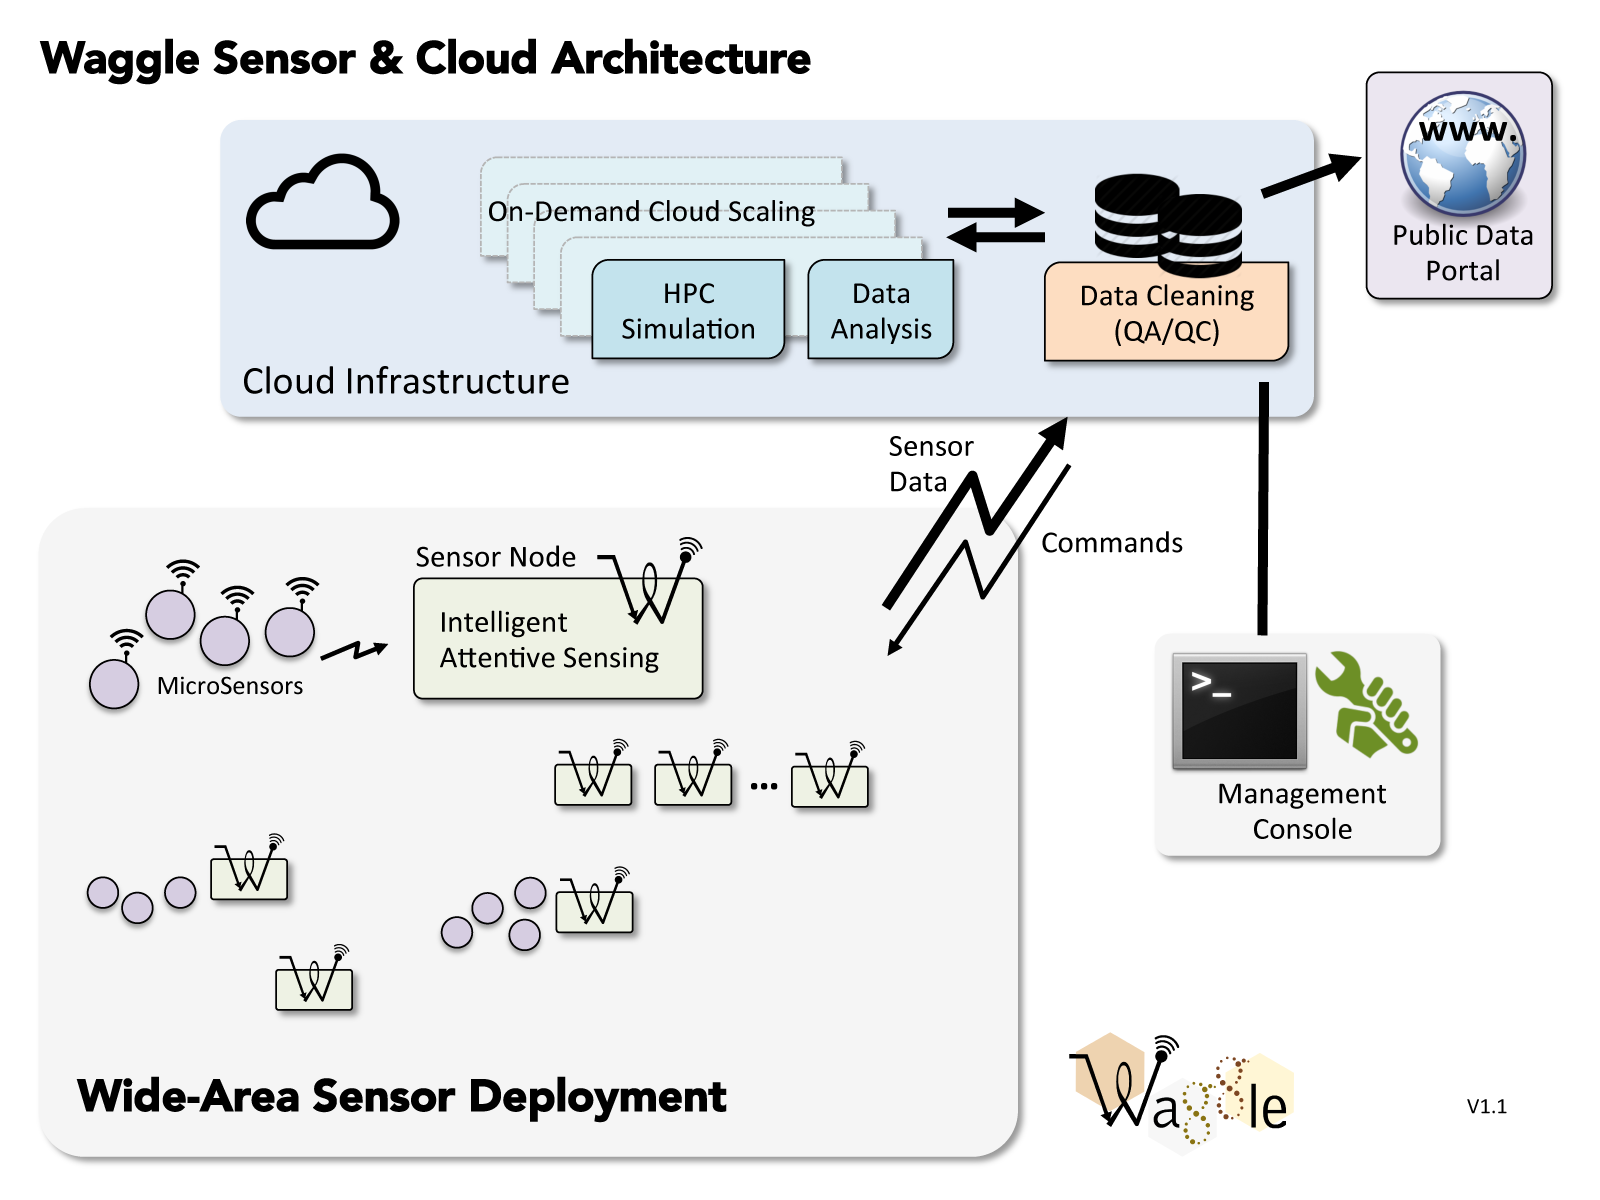 Waggle Sensor & Cloud Architecture
www.
Public Data
Portal
On-Demand Cloud Scaling
HPC
Simulation
Data
Analysis
Data Cleaning
(QA/QC)
Cloud Infrastructure
Sensor
Data
Commands
Sensor Node
W
Intelligent
Attentive Sensing
MicroSensors
W
W
...
W
W
W
W
>_
Management
Console
Wide-Area Sensor Deployment
Waggle
V1.1